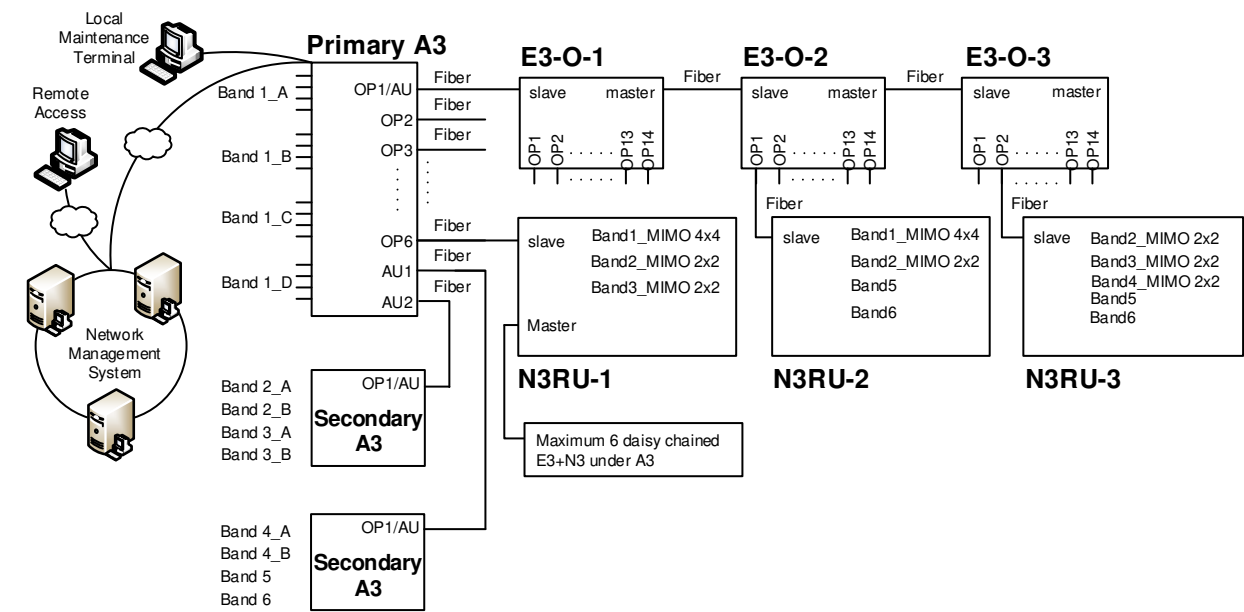 Local
Maintenance
Terminal
Remote
Access
Network
Management
System
Primary A3
Band 1_A
Band 1_B
Band 1_C
Band 1_D
OP1/AU
OP2
OP3
OP6
AU1
AU2
Fiber
Fiber
Fiber
Fiber
Fiber
Fiber
E3-O-1
slave master
OP1
OP2
OP13
OP14
Fiber
E3-O-2
slave master
OP1
OP2
OP13
OP14
Fiber
E3-O-3
slave master
OP1
OP2
OP13
OP14
Fiber
Fiber
slave
Band1_MIMO 4x4
Band2_MIMO 2x2
Band3_MIMO 2x2
Master
N3RU-1
slave
Band1_MIMO 4x4
Band2_MIMO 2x2
Band5
Band6
N3RU-2
slave
Band2_MIMO 2x2
Band3_MIMO 2x2
Band4_MIMO 2x2
Band5
Band6
N3RU-3
Maximum 6 daisy chained
E3+N3 under A3
Band 2_A
Band 2_B
Band 3_A
Band 3_B
OP1/AU
Secondary
A3
Band 4_A
Band 4_B
Band 5
Band 6
OP1/AU
Secondary
A3